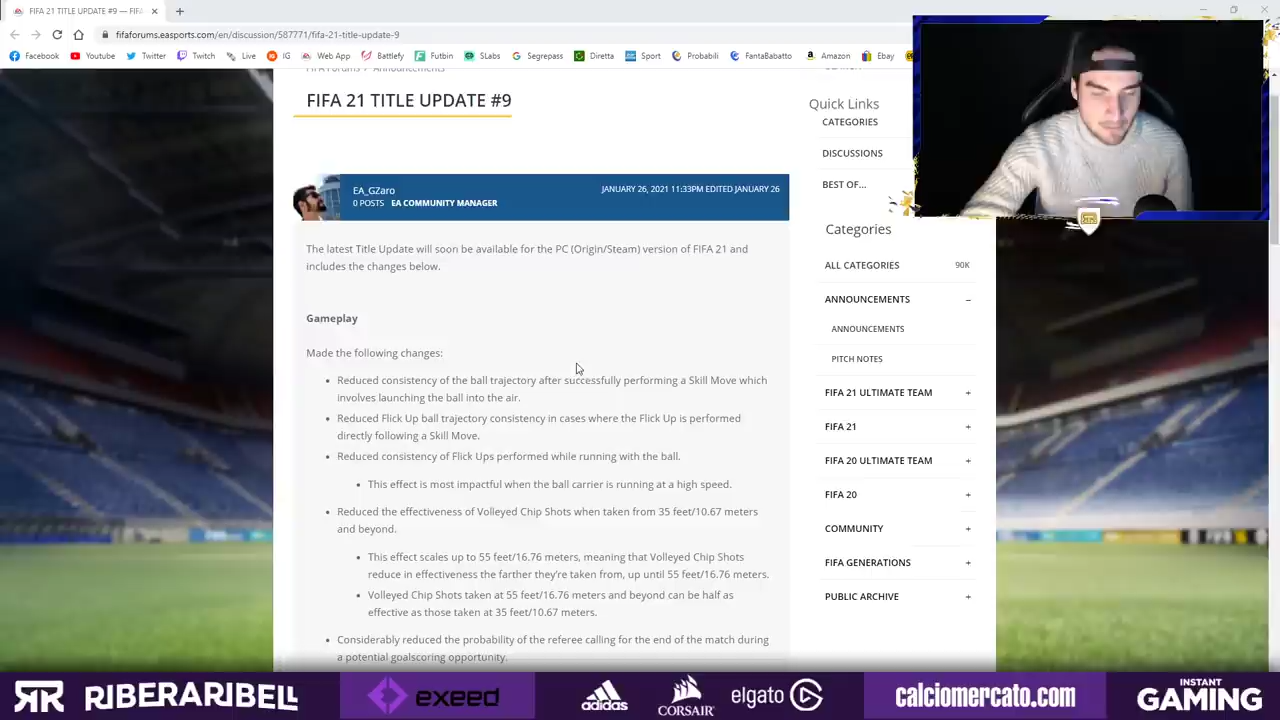 FIFA 21 TITLE UPDATE #9 — FIFA
fifaforums.easports.com/en/discussion/587771/fifa-21-title-update-9
Facebook Youtube Twitter Twitch Live IG Web App Battlefy Futbin SLabs Segrepass Diretta Sport Probabili FantaBabatto Amazon Ebay
FIFA Forums › Announcements
FIFA 21 TITLE UPDATE #9
EA_GZaro
0 POSTS EA COMMUNITY MANAGER
JANUARY 26, 2021 11:33PM EDITED JANUARY 26
The latest Title Update will soon be available for the PC (Origin/Steam) version of FIFA 21 and
includes the changes below.
Gameplay
Made the following changes:
Reduced consistency of the ball trajectory after successfully performing a Skill Move which
involves launching the ball into the air.
Reduced Flick Up ball trajectory consistency in cases where the Flick Up is performed
directly following a Skill Move.
Reduced consistency of Flick Ups performed while running with the ball.
This effect is most impactful when the ball carrier is running at a high speed.
Reduced the effectiveness of Volleyed Chip Shots when taken from 35 feet/10.67 meters
and beyond.
This effect scales up to 55 feet/16.76 meters, meaning that Volleyed Chip Shots
reduce in effectiveness the farther they're taken from, up until 55 feet/16.76 meters.
Volleyed Chip Shots taken at 55 feet/16.76 meters and beyond can be half as
effective as those taken at 35 feet/10.67 meters.
Considerably reduced the probability of the referee calling for the end of the match during
a potential goalscoring opportunity.
Quick Links
CATEGORIES
DISCUSSIONS
BEST OF...
Categories
ALL CATEGORIES 90K
ANNOUNCEMENTS –
ANNOUNCEMENTS
PITCH NOTES
FIFA 21 ULTIMATE TEAM +
FIFA 21 +
FIFA 20 ULTIMATE TEAM +
FIFA 20 +
COMMUNITY +
FIFA GENERATIONS +
PUBLIC ARCHIVE +
RR RIBERARIBELL exeed adidas CORSAIR elgato calciomercato.com INSTANT GAMING